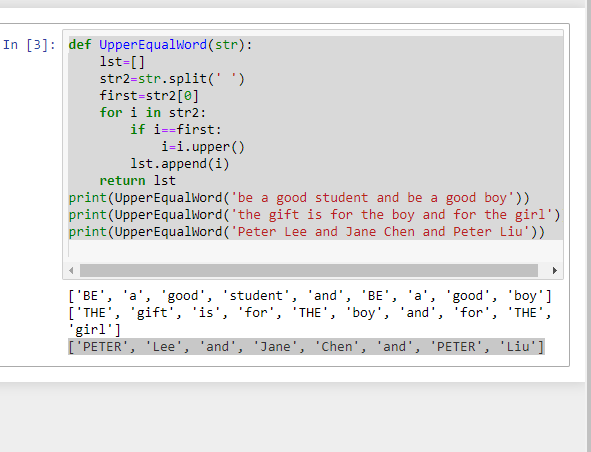 In [3]: def UpperEqualWord(str):
    lst=[]
    str2=str.split(' ')
    first=str2[0]
    for i in str2:
        if i==first:
            i=i.upper()
        lst.append(i)
    return lst
print(UpperEqualWord('be a good student and be a good boy'))
print(UpperEqualWord('the gift is for the boy and for the girl')
print(UpperEqualWord('Peter Lee and Jane Chen and Peter Liu'))
['BE', 'a', 'good', 'student', 'and', 'BE', 'a', 'good', 'boy']
['THE', 'gift', 'is', 'for', 'THE', 'boy', 'and', 'for', 'THE',
'girl']
['PETER', 'Lee', 'and', 'Jane', 'Chen', 'and', 'PETER', 'Liu']